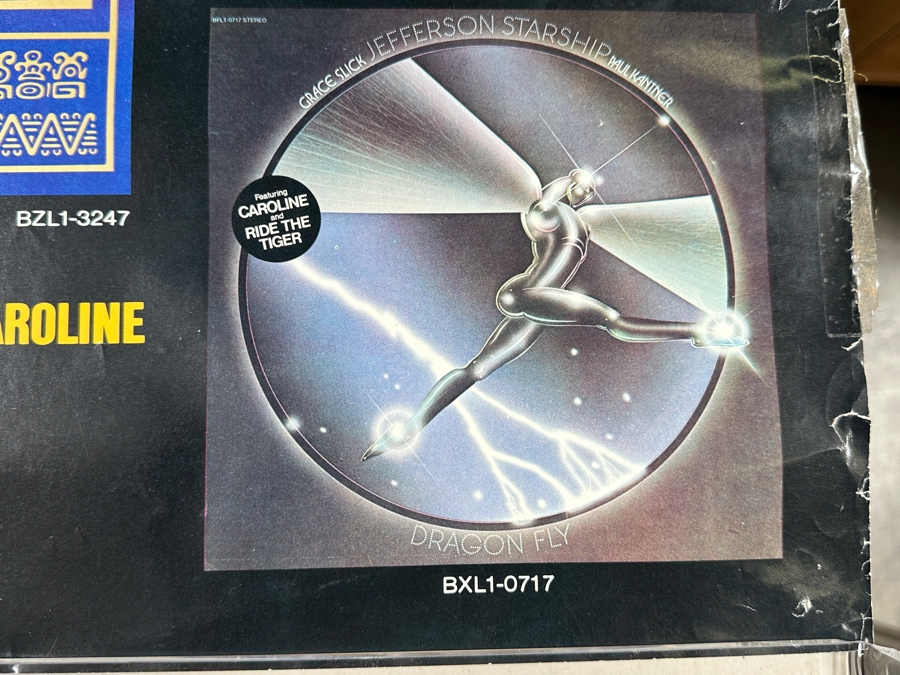 BFL1-0717 STEREO
GRACE SLICK JEFFERSON STARSHIP PAUL KANTNER
Featuring
CAROLINE
and
RIDE THE
TIGER
BZL1-3247
AROLINE
DRAGON FLY
BXL1-0717